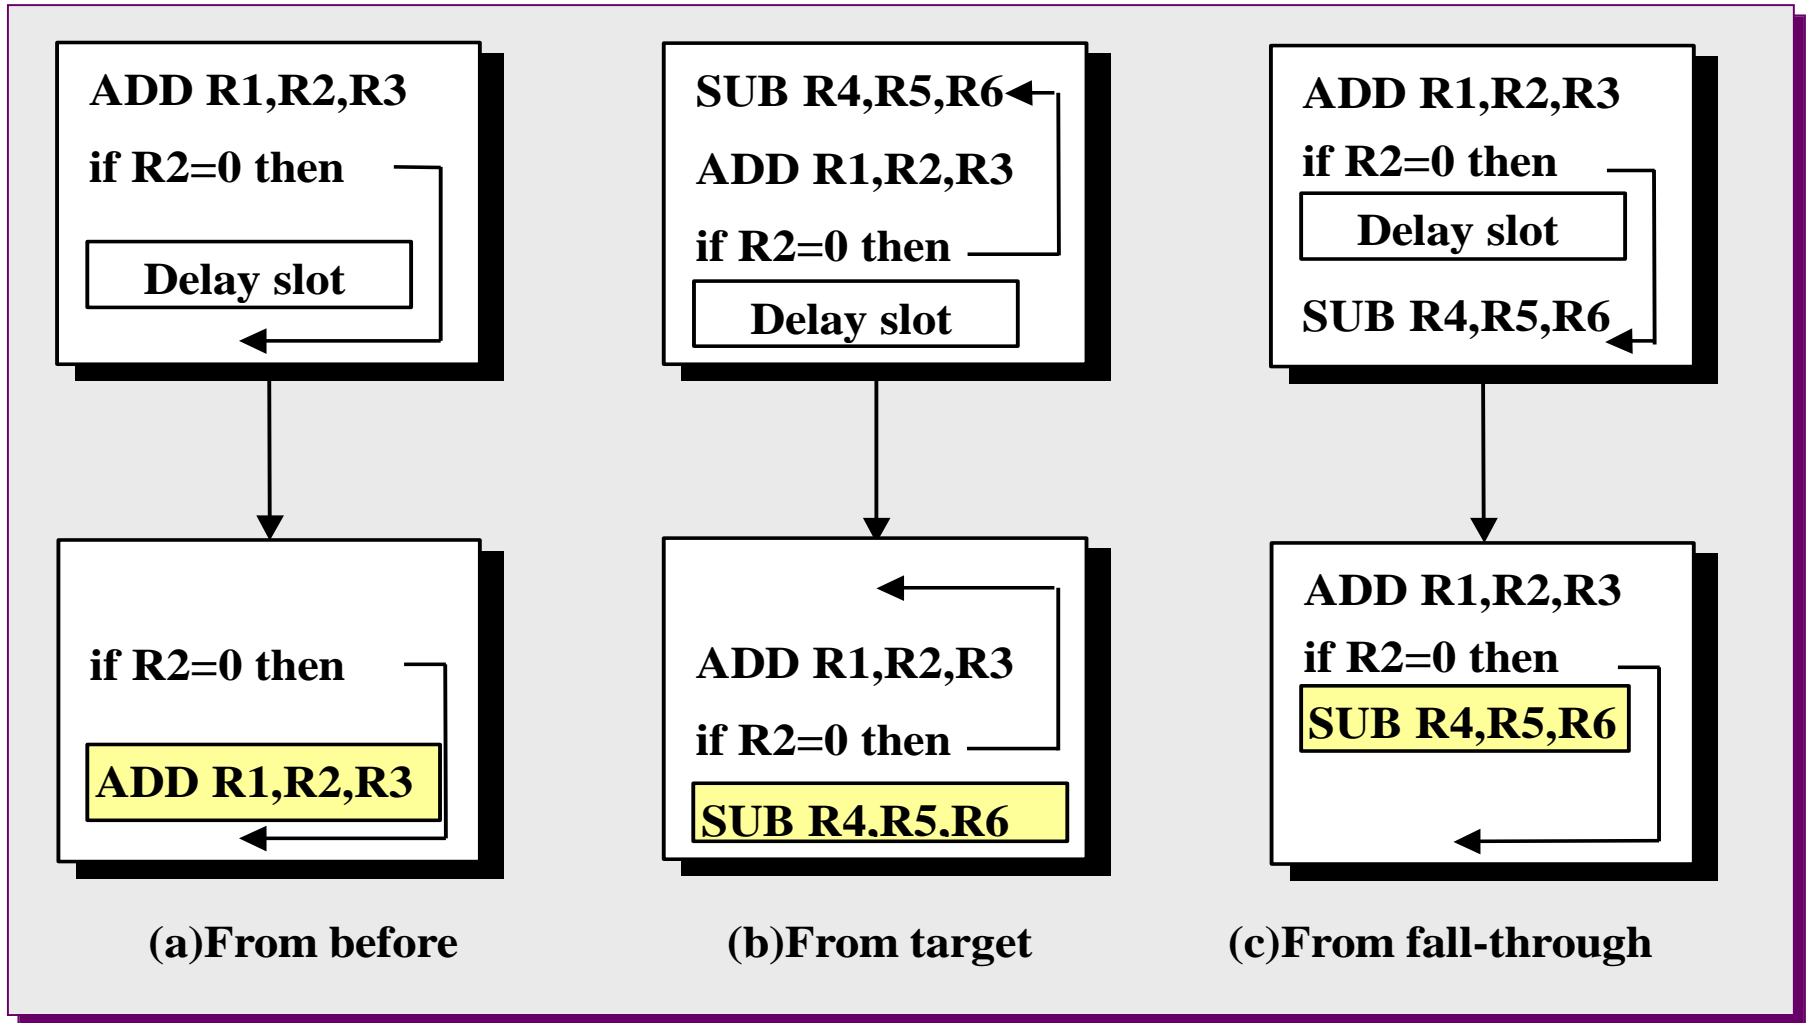 ADD R1,R2,R3
if R2=0 then
Delay slot
SUB R4,R5,R6
ADD R1,R2,R3
if R2=0 then
Delay slot
ADD R1,R2,R3
if R2=0 then
Delay slot
SUB R4,R5,R6
if R2=0 then
ADD R1,R2,R3
ADD R1,R2,R3
if R2=0 then
SUB R4,R5,R6
ADD R1,R2,R3
if R2=0 then
SUB R4,R5,R6
(a)From before
(b)From target
(c)From fall-through